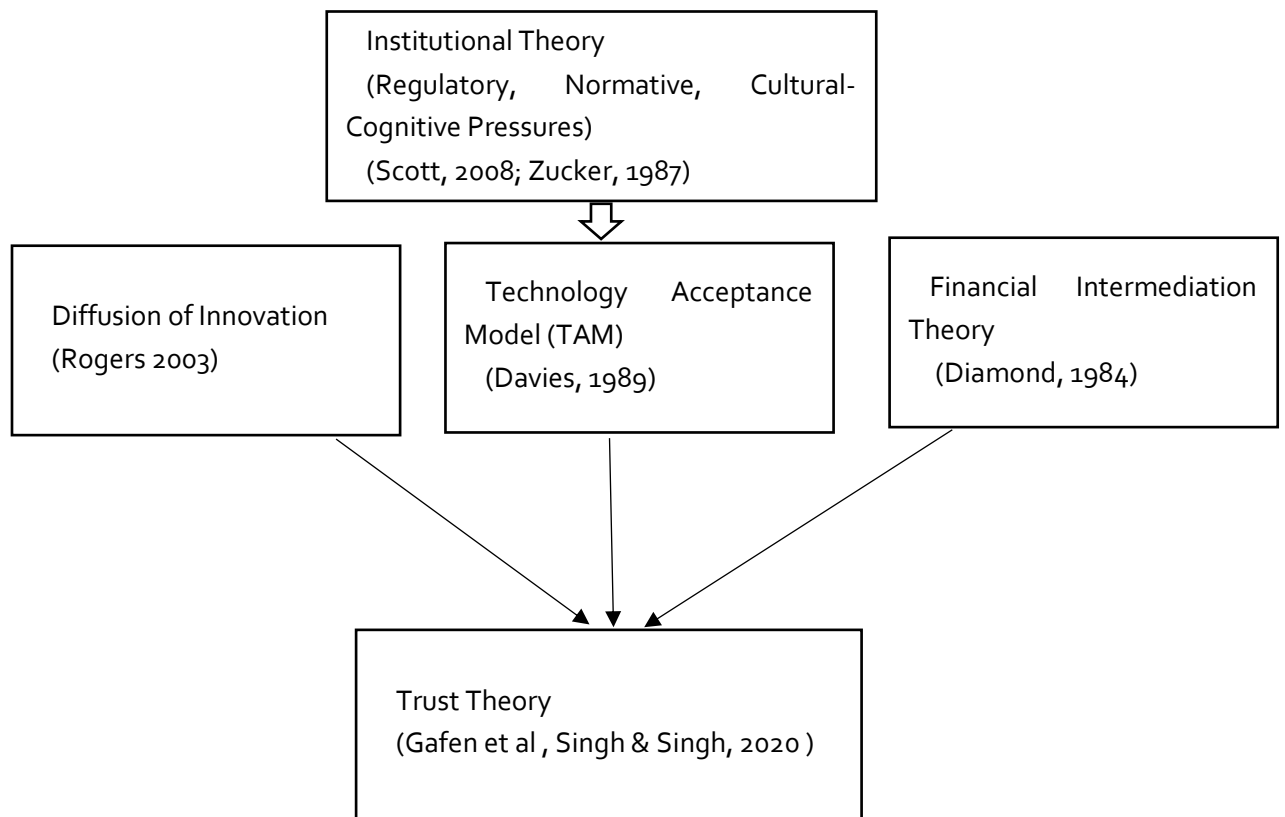 Institutional Theory
(Regulatory, Normative, Cultural-
Cognitive Pressures)
(Scott, 2008; Zucker, 1987)
Diffusion of Innovation
(Rogers 2003)
Technology Acceptance
Model (TAM)
(Davies, 1989)
Financial Intermediation
Theory
(Diamond, 1984)
Trust Theory
(Gafen et al , Singh & Singh, 2020 )